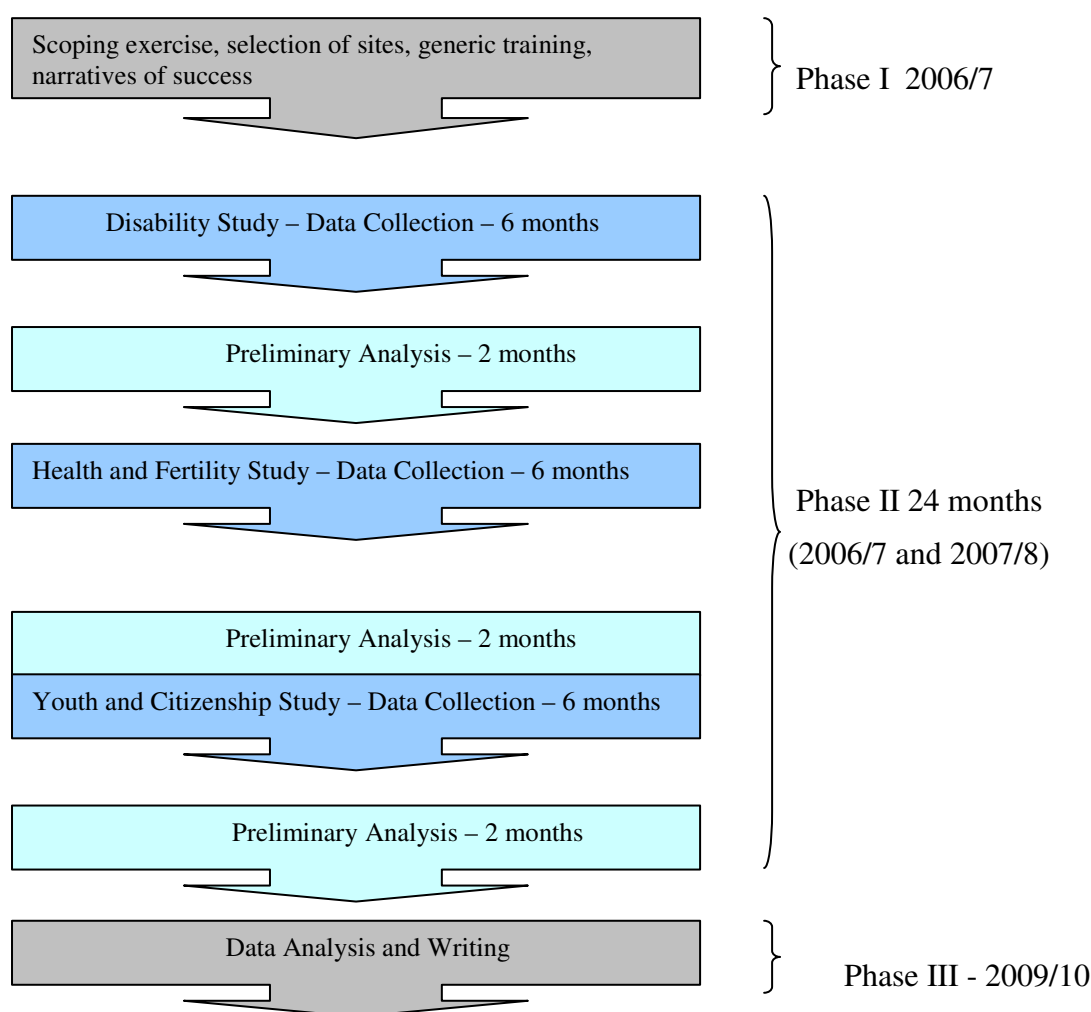 Scoping exercise, selection of sites, generic training,
narratives of success
Phase I 2006/7
Disability Study – Data Collection – 6 months
Preliminary Analysis – 2 months
Health and Fertility Study – Data Collection – 6 months
Phase II 24 months
(2006/7 and 2007/8)
Preliminary Analysis – 2 months
Youth and Citizenship Study – Data Collection – 6 months
Preliminary Analysis – 2 months
Data Analysis and Writing
Phase III - 2009/10